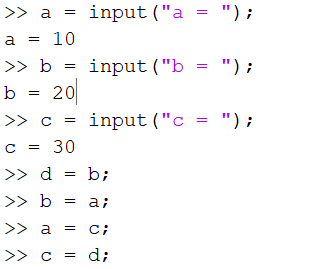 >> a = input("a = ");
a = 10
>> b = input("b = ");
b = 20
>> c = input("c = ");
c = 30
>> d = b;
>> b = a;
>> a = c;
>> c = d;